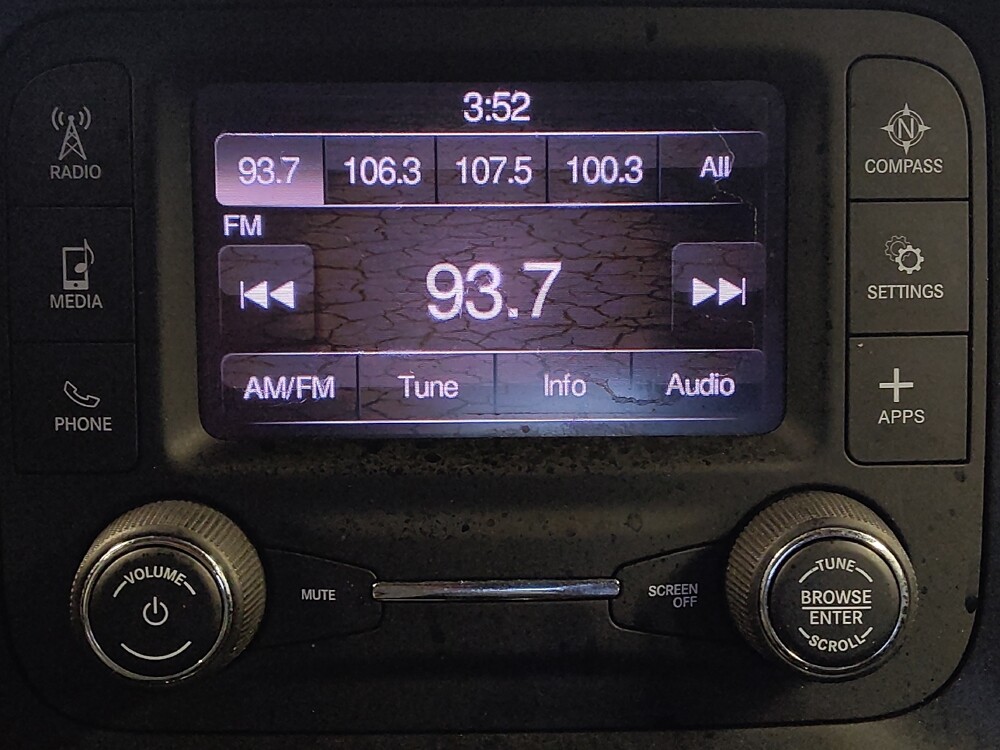 3:52
93.7 106.3 107.5 100.3 All
FM
93.7
AM/FM Tune Info Audio
RADIO
MEDIA
PHONE
N
COMPASS
SETTINGS
APPS
VOLUME
MUTE
SCREEN
OFF
TUNE
BROWSE
ENTER
SCROLL